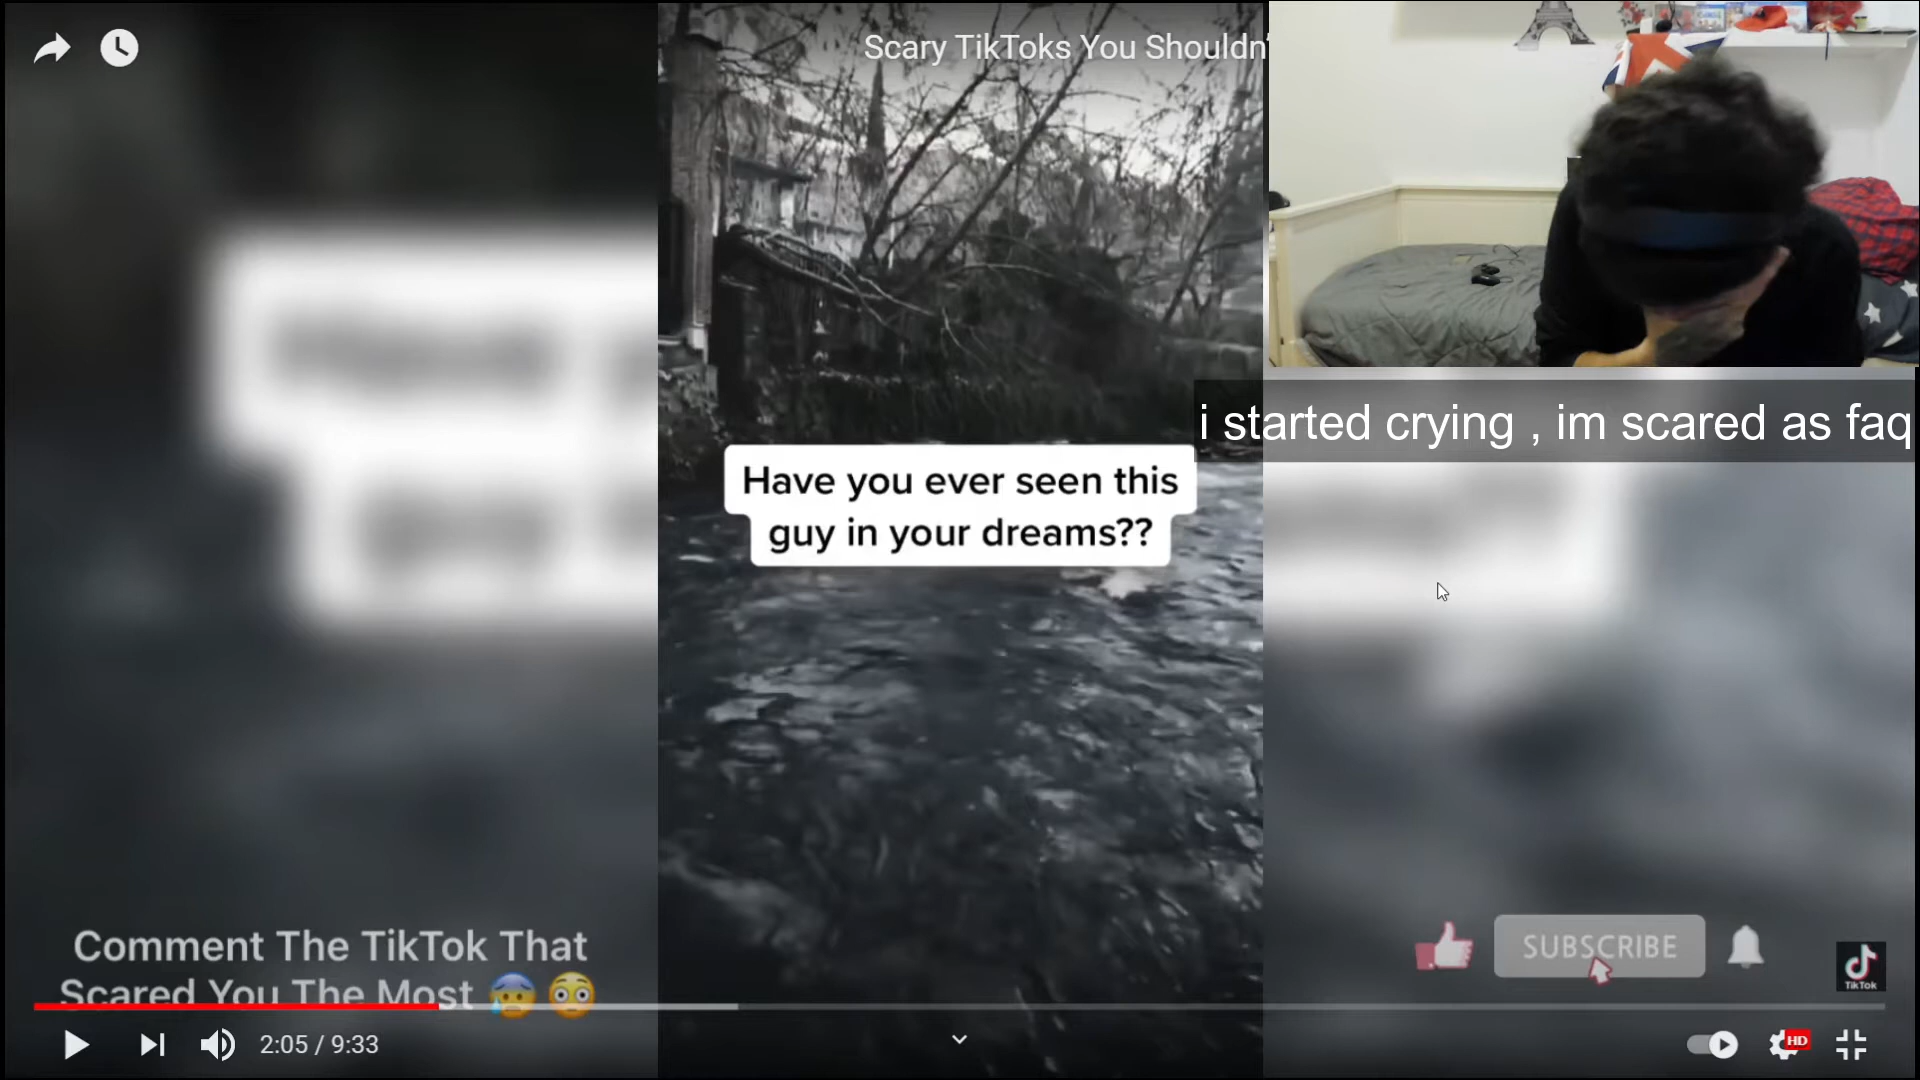 Scary TikToks You Shouldn'
i started crying , im scared as faq
Have you ever seen this
guy in your dreams??
Comment The TikTok That
Scared You The Most 😰 😳
SUBSCRIBE
TikTok
2:05 / 9:33
HD